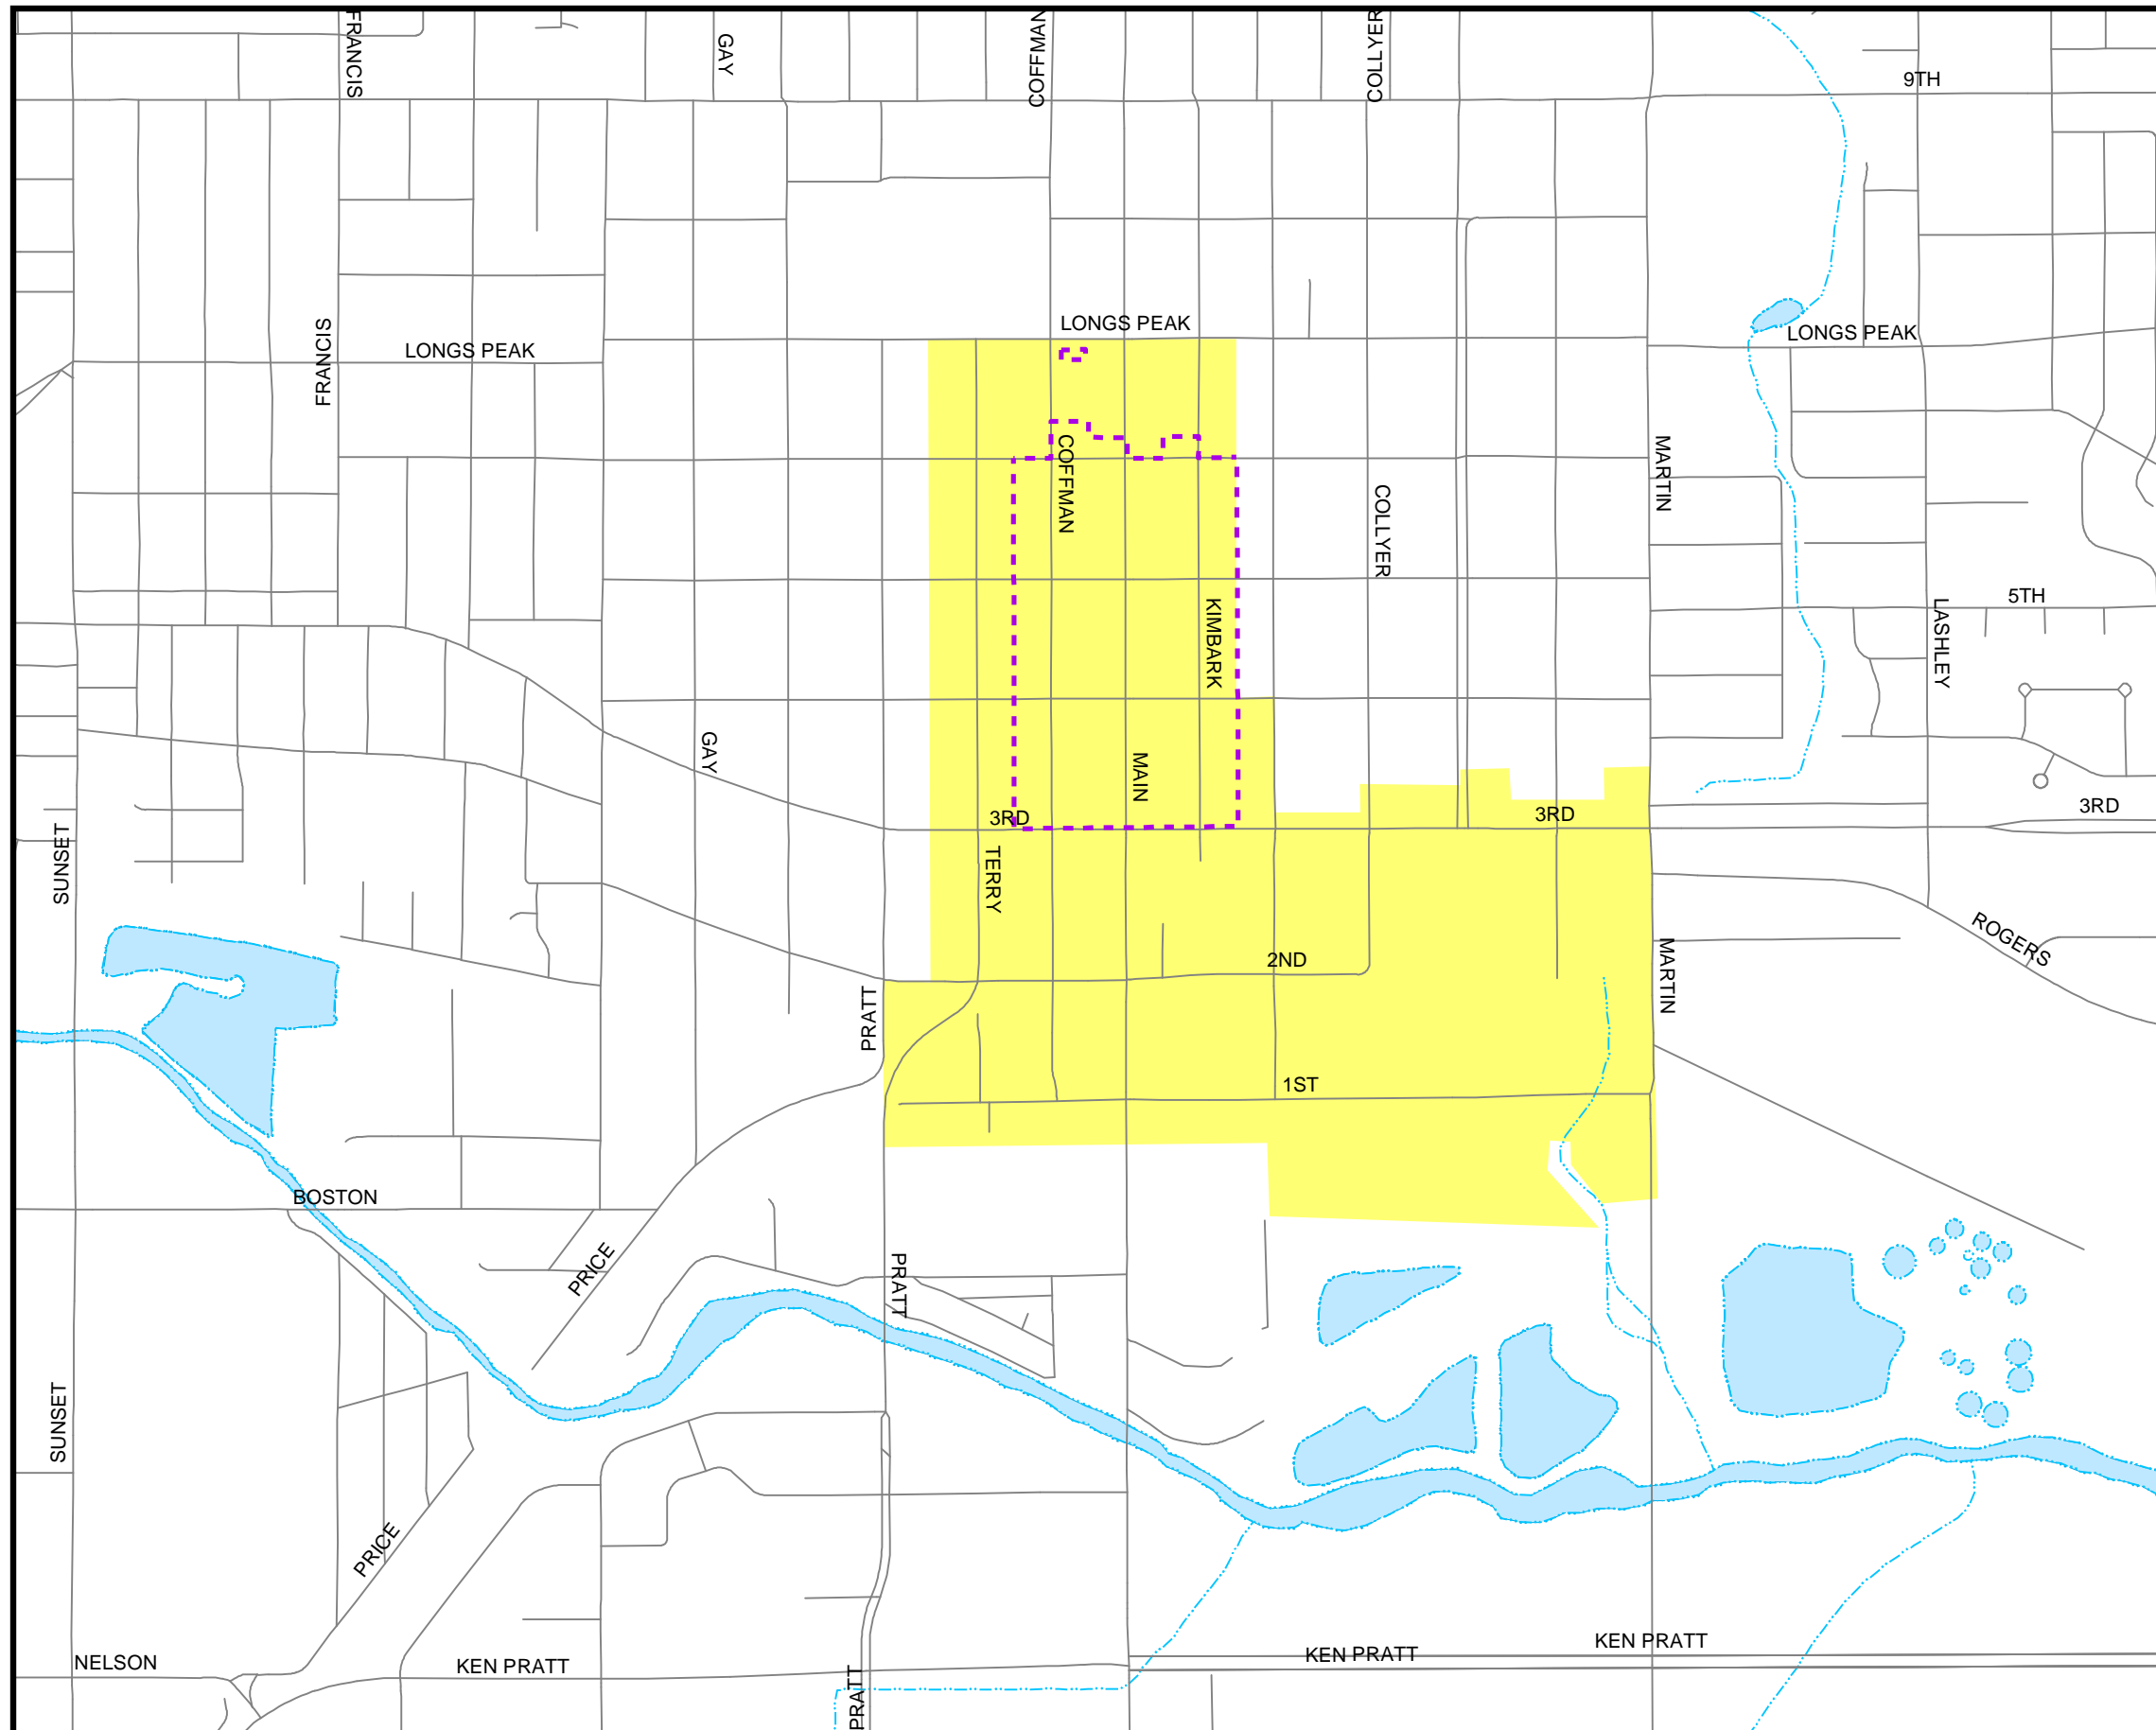 FRANCIS
GAY
COFFMAN
COLLYER
9TH
LONGS PEAK
LONGS PEAK
LONGS PEAK
FRANCIS
COFFMAN
MARTIN
COLLYER
5TH
KIMBARK
LASHLEY
GAY
MAIN
3RD
3RD
3RD
SUNSET
TERRY
2ND
ROGERS
MARTIN
PRATT
1ST
BOSTON
PRICE
PRATT
SUNSET
PRICE
NELSON
KEN PRATT
KEN PRATT
KEN PRATT
PRATT